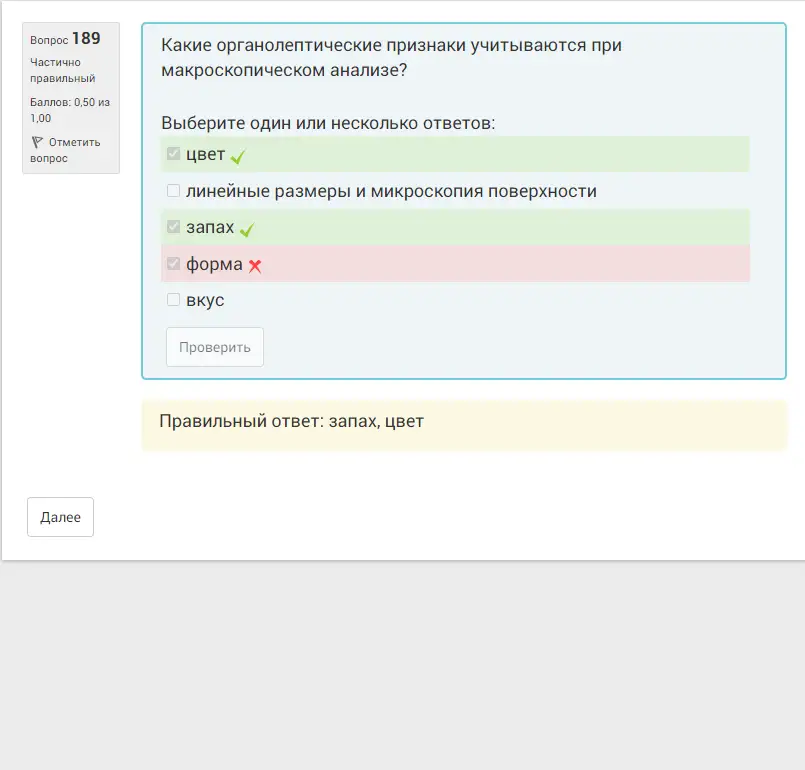 Вопрос 189
Частично
правильный
Баллов: 0,50 из
1,00
Отметить
вопрос
Какие органолептические признаки учитываются при
макроскопическом анализе?
Выберите один или несколько ответов:
цвет
линейные размеры и микроскопия поверхности
запах
форма
вкус
Проверить
Правильный ответ: запах, цвет
Далее